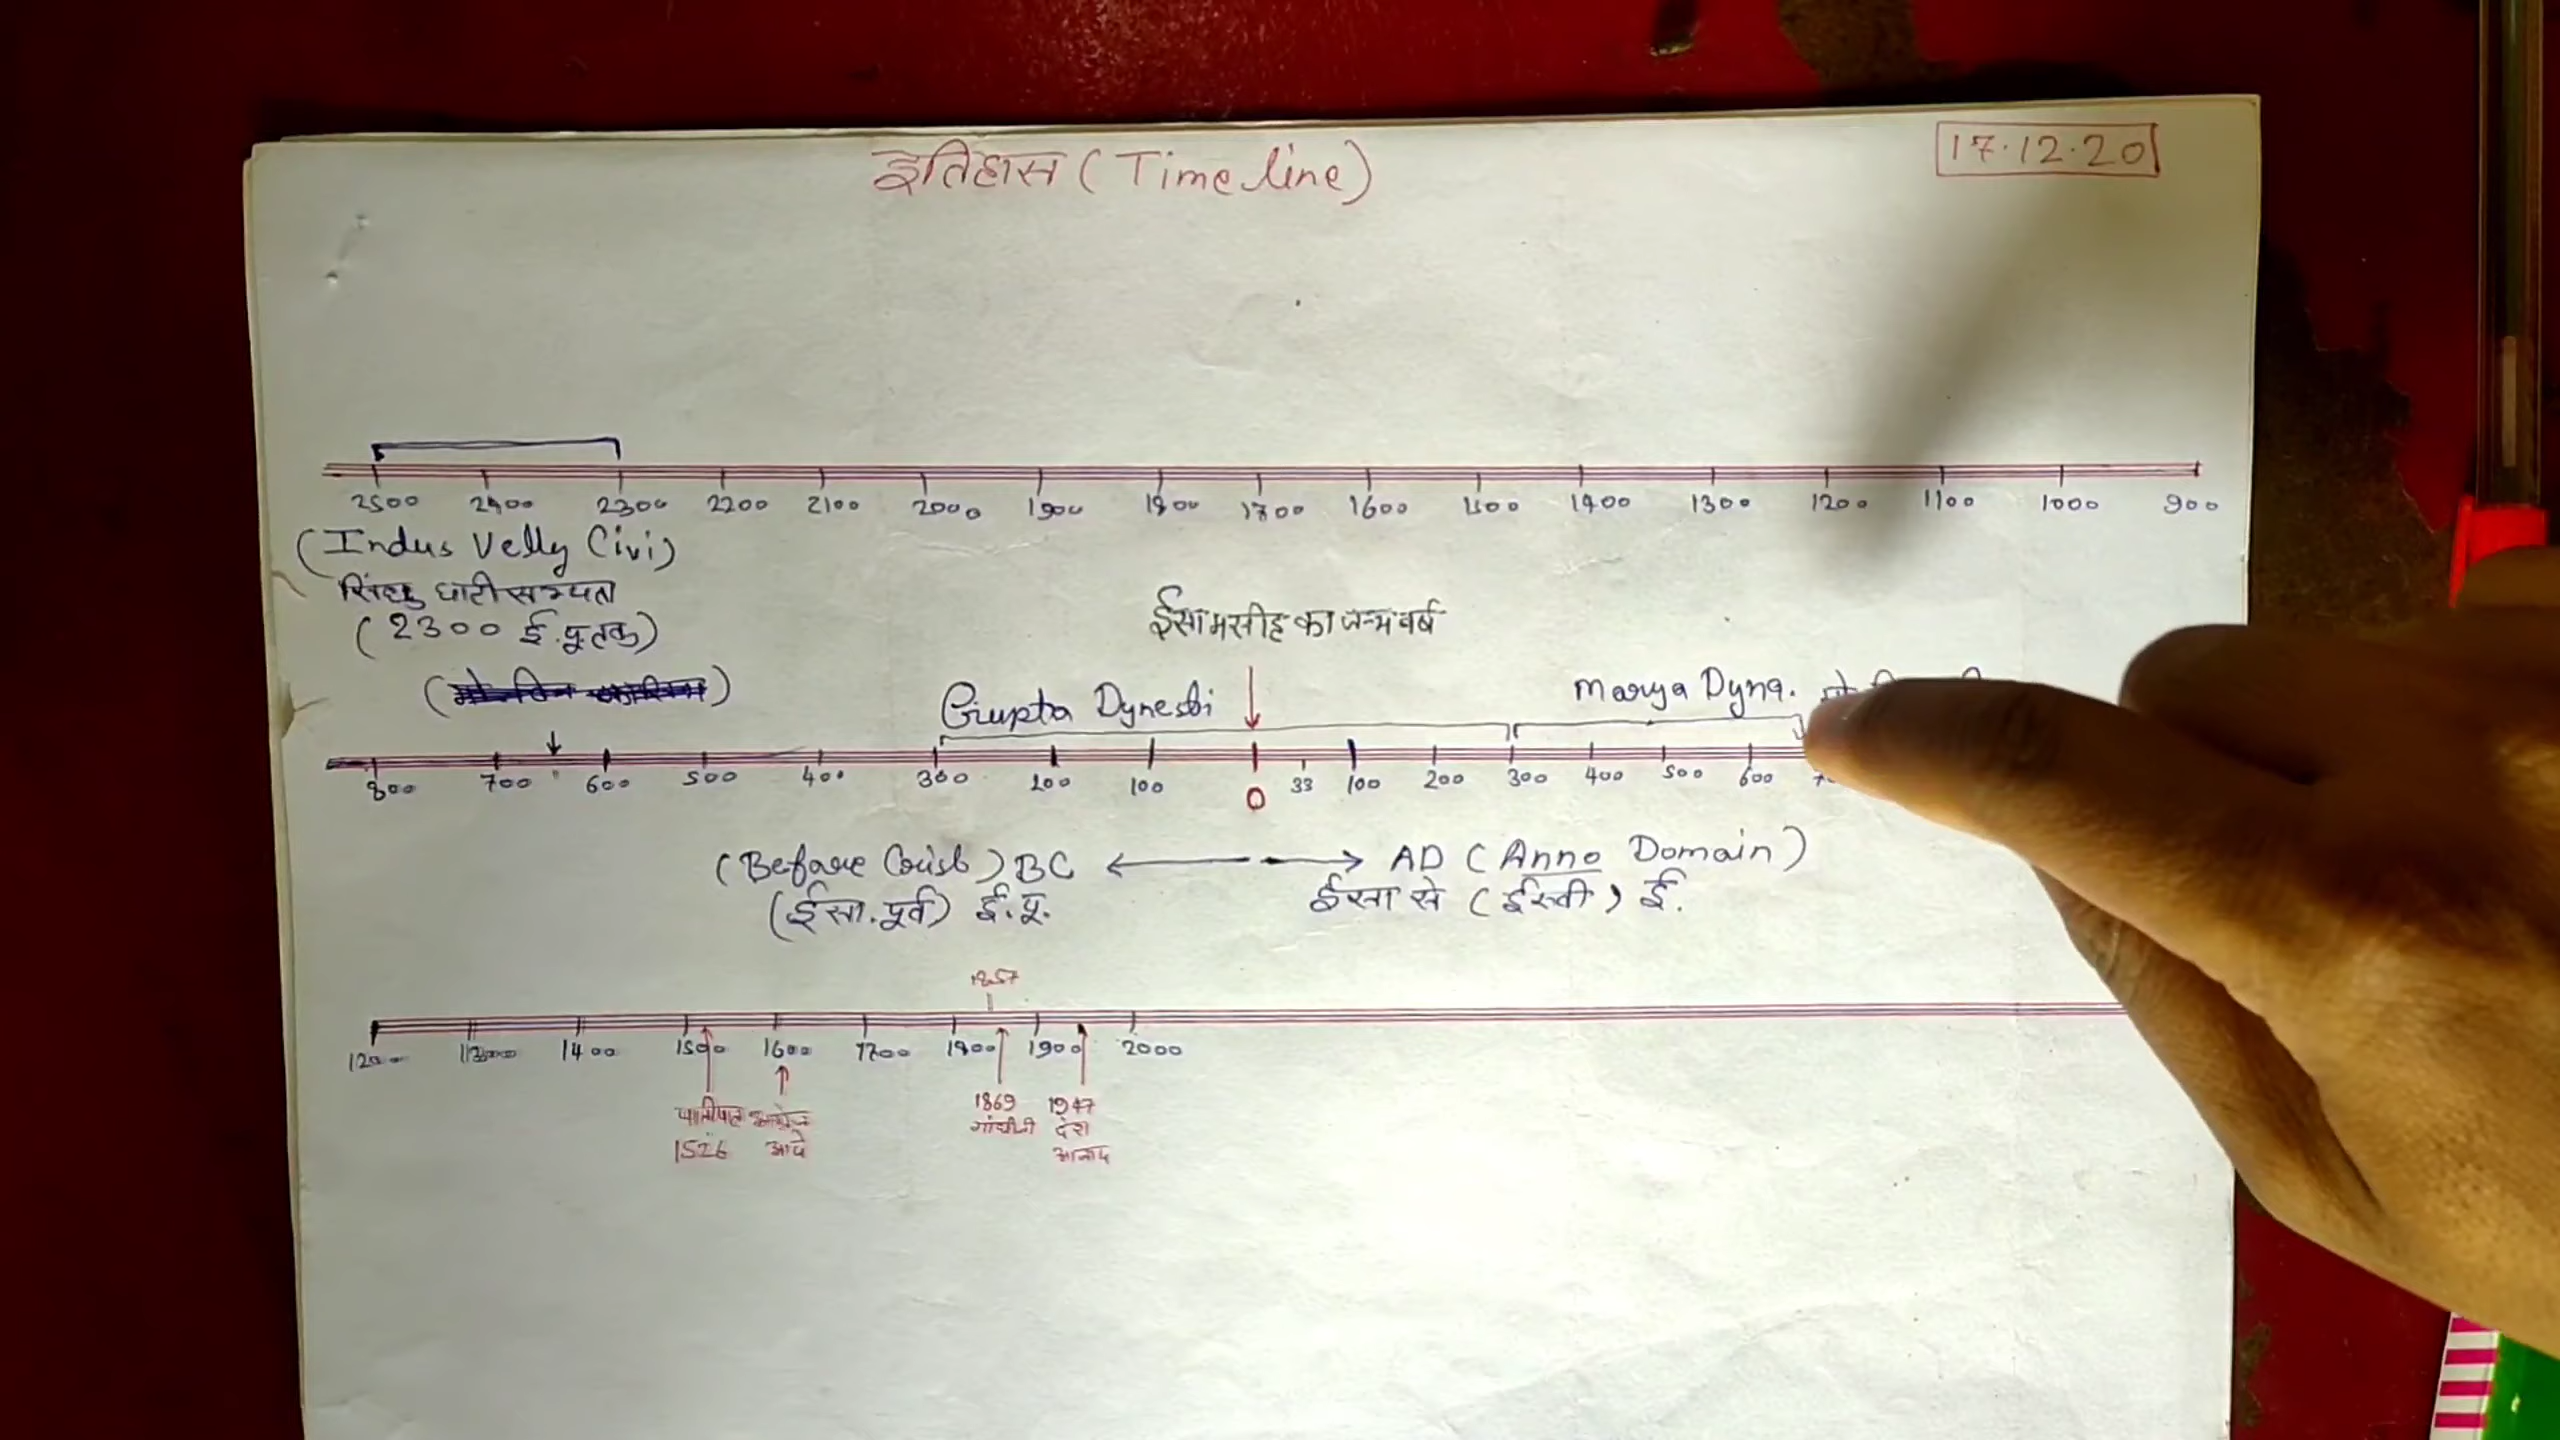 इतिहास (Time line)
17.12.20
2500 2400 2300 2200 2100 2000 1900 1800 1700 1600 1500 1400 1300 1200 1100 1000 900
(Indus Velly Civi)
सिंधु घाटी सभ्यता
(2300 ई.पू.तक)
ईसा मसीह का जन्म वर्ष
Gupta Dynesti
Marya Dyna.
800 700 600 500 400 300 200 100 0 33 100 200 300 400 500 600
(Before Crist) BC AD (Anno Domain)
(ईसा.पूर्व) ई.पू. ईसा से (ईस्वी) ई.
1857
1200 1300 1400 1500 1600 1700 1800 1900 2000
पानीपत
1526
आये
1869
गांधीजी
1947
देश
आजाद